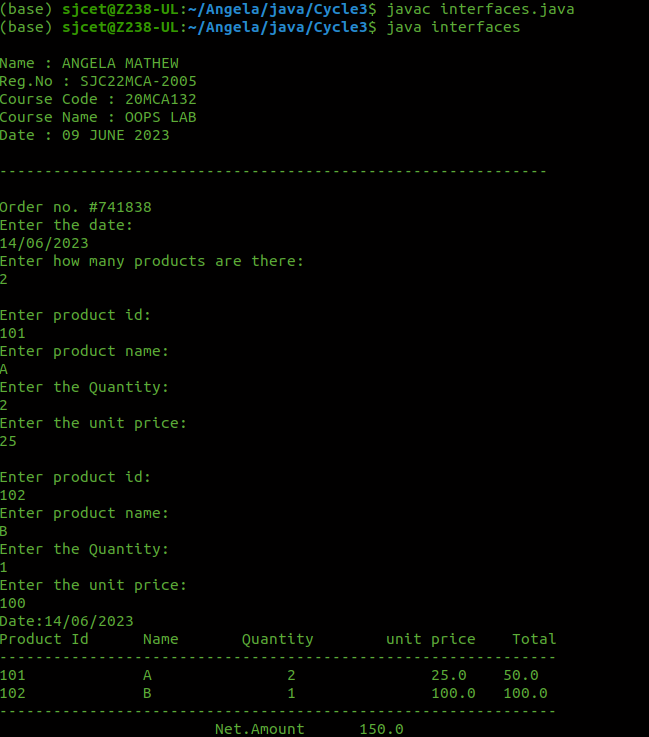 (base) sjcet@Z238-UL:~/Angela/java/Cycle3$ javac interfaces.java
(base) sjcet@Z238-UL:~/Angela/java/Cycle3$ java interfaces
Name : ANGELA MATHEW
Reg.No : SJC22MCA-2005
Course Code : 20MCA132
Course Name : OOPS LAB
Date : 09 JUNE 2023
-------------------------------------------------------------
Order no. #741838
Enter the date:
14/06/2023
Enter how many products are there:
2
Enter product id:
101
Enter product name:
A
Enter the Quantity:
2
Enter the unit price:
25
Enter product id:
102
Enter product name:
B
Enter the Quantity:
1
Enter the unit price:
100
Date:14/06/2023
Product Id      Name       Quantity        unit price    Total
--------------------------------------------------------------
101             A               2               25.0    50.0
102             B               1               100.0   100.0
--------------------------------------------------------------
                        Net.Amount      150.0